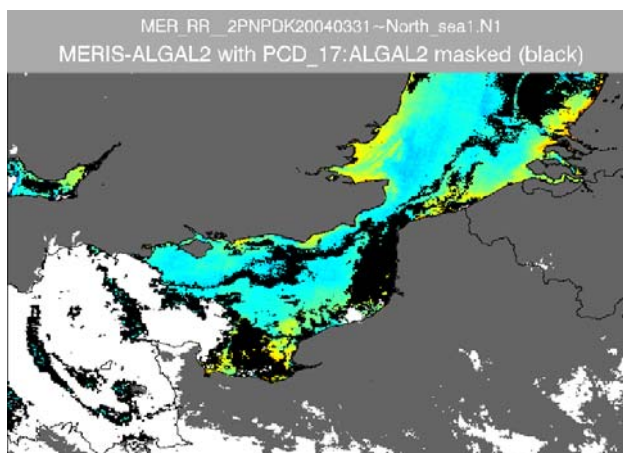 MER_RR__2PNPDK20040331~North_sea1.N1
MERIS-ALGAL2 with PCD_17:ALGAL2 masked (black)